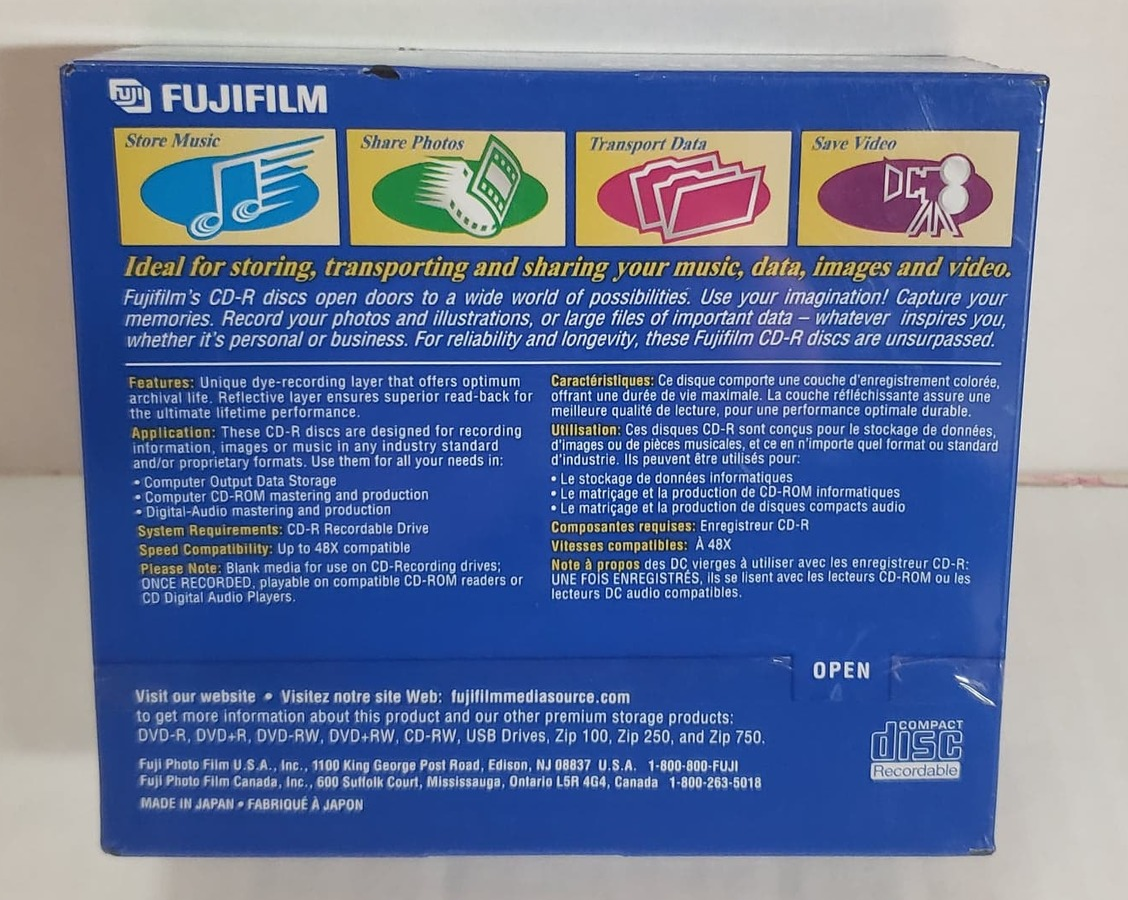 FUJI FUJIFILM
Store Music
Share Photos
Transport Data
Save Video
Ideal for storing, transporting and sharing your music, data, images and video.
Fujifilm's CD-R discs open doors to a wide world of possibilities. Use your imagination! Capture your
memories. Record your photos and illustrations, or large files of important data – whatever inspires you,
whether it's personal or business. For reliability and longevity, these Fujifilm CD-R discs are unsurpassed.
Features: Unique dye-recording layer that offers optimum
archival life. Reflective layer ensures superior read-back for
the ultimate lifetime performance.
Application: These CD-R discs are designed for recording
information, images or music in any industry standard
and/or proprietary formats. Use them for all your needs in:
• Computer Output Data Storage
• Computer CD-ROM mastering and production
• Digital-Audio mastering and production
System Requirements: CD-R Recordable Drive
Speed Compatibility: Up to 48X compatible
Please Note: Blank media for use on CD-Recording drives;
ONCE RECORDED, playable on compatible CD-ROM readers or
CD Digital Audio Players.
Caractéristiques: Ce disque comporte une couche d'enregistrement colorée,
offrant une durée de vie maximale. La couche réfléchissante assure une
meilleure qualité de lecture, pour une performance optimale durable.
Utilisation: Ces disques CD-R sont conçus pour le stockage de données,
d'images ou de pièces musicales, et ce en n'importe quel format ou standard
d'industrie. Ils peuvent être utilisés pour:
• Le stockage de données informatiques
• Le matriçage et la production de CD-ROM informatiques
• Le matriçage et la production de disques compacts audio
Composantes requises: Enregistreur CD-R
Vitesses compatibles: À 48X
Note à propos des DC vierges à utiliser avec les enregistreur CD-R:
UNE FOIS ENREGISTRÉS, ils se lisent avec les lecteurs CD-ROM ou les
lecteurs DC audio compatibles.
OPEN
Visit our website • Visitez notre site Web: fujifilmmediasource.com
to get more information about this product and our other premium storage products:
DVD-R, DVD+R, DVD-RW, DVD+RW, CD-RW, USB Drives, Zip 100, Zip 250, and Zip 750.
Fuji Photo Film U.S.A., Inc., 1100 King George Post Road, Edison, NJ 08837 U.S.A. 1-800-800-FUJI
Fuji Photo Film Canada, Inc., 600 Suffolk Court, Mississauga, Ontario L5R 4G4, Canada 1-800-263-5018
MADE IN JAPAN • FABRIQUÉ À JAPON
COMPACT
disc
Recordable